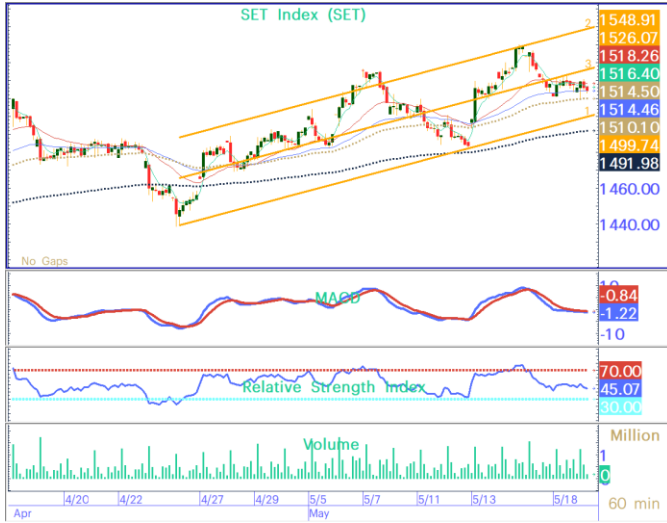 SET Index (SET)
2
3
1
1548.91
1526.07
1518.26
1516.40
1514.50
1514.46
1510.10
1499.74
1491.98
1460.00
1440.00
No Gaps
MACD
10
-0.84
-1.22
-10
Relative Strength Index
70.00
45.07
30.00
Volume
Million
1
0
4/20 4/22 4/27 4/29 5/5 5/7 5/11 5/13 5/18
Apr May
60 min